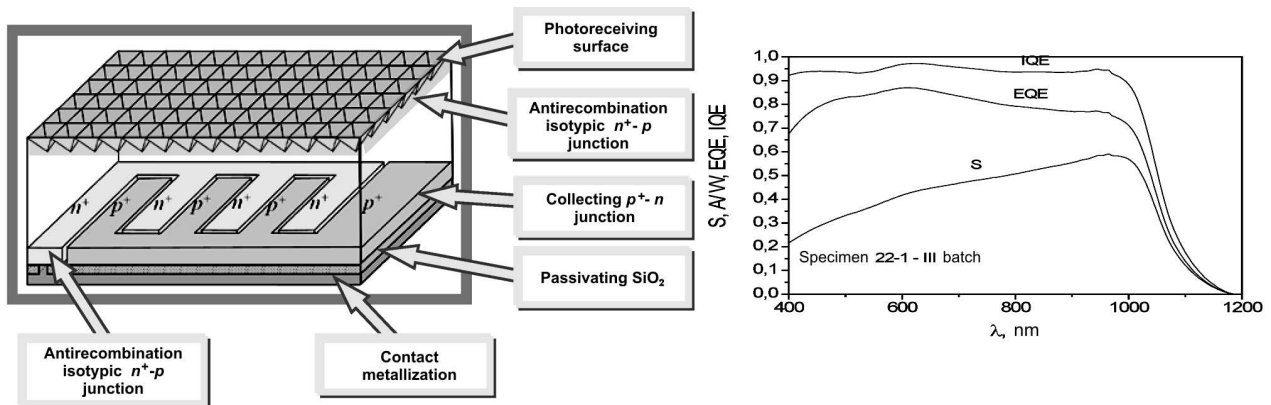 Photoreceiving
surface
Antirecombination
isotypic n⁺- p
junction
n⁺ p⁺ n⁺ p⁺ n⁺ p⁺ n⁺ p⁺
Collecting p⁺- n
junction
Passivating SiO₂
Antirecombination
isotypic n⁺-p
junction
Contact
metallization
S, A/W, EQE, IQE
1,0
0,9
0,8
0,7
0,6
0,5
0,4
0,3
0,2
0,1
0,0
IQE
EQE
S
Specimen 22-1 - III batch
400 600 800 1000 1200
λ, nm